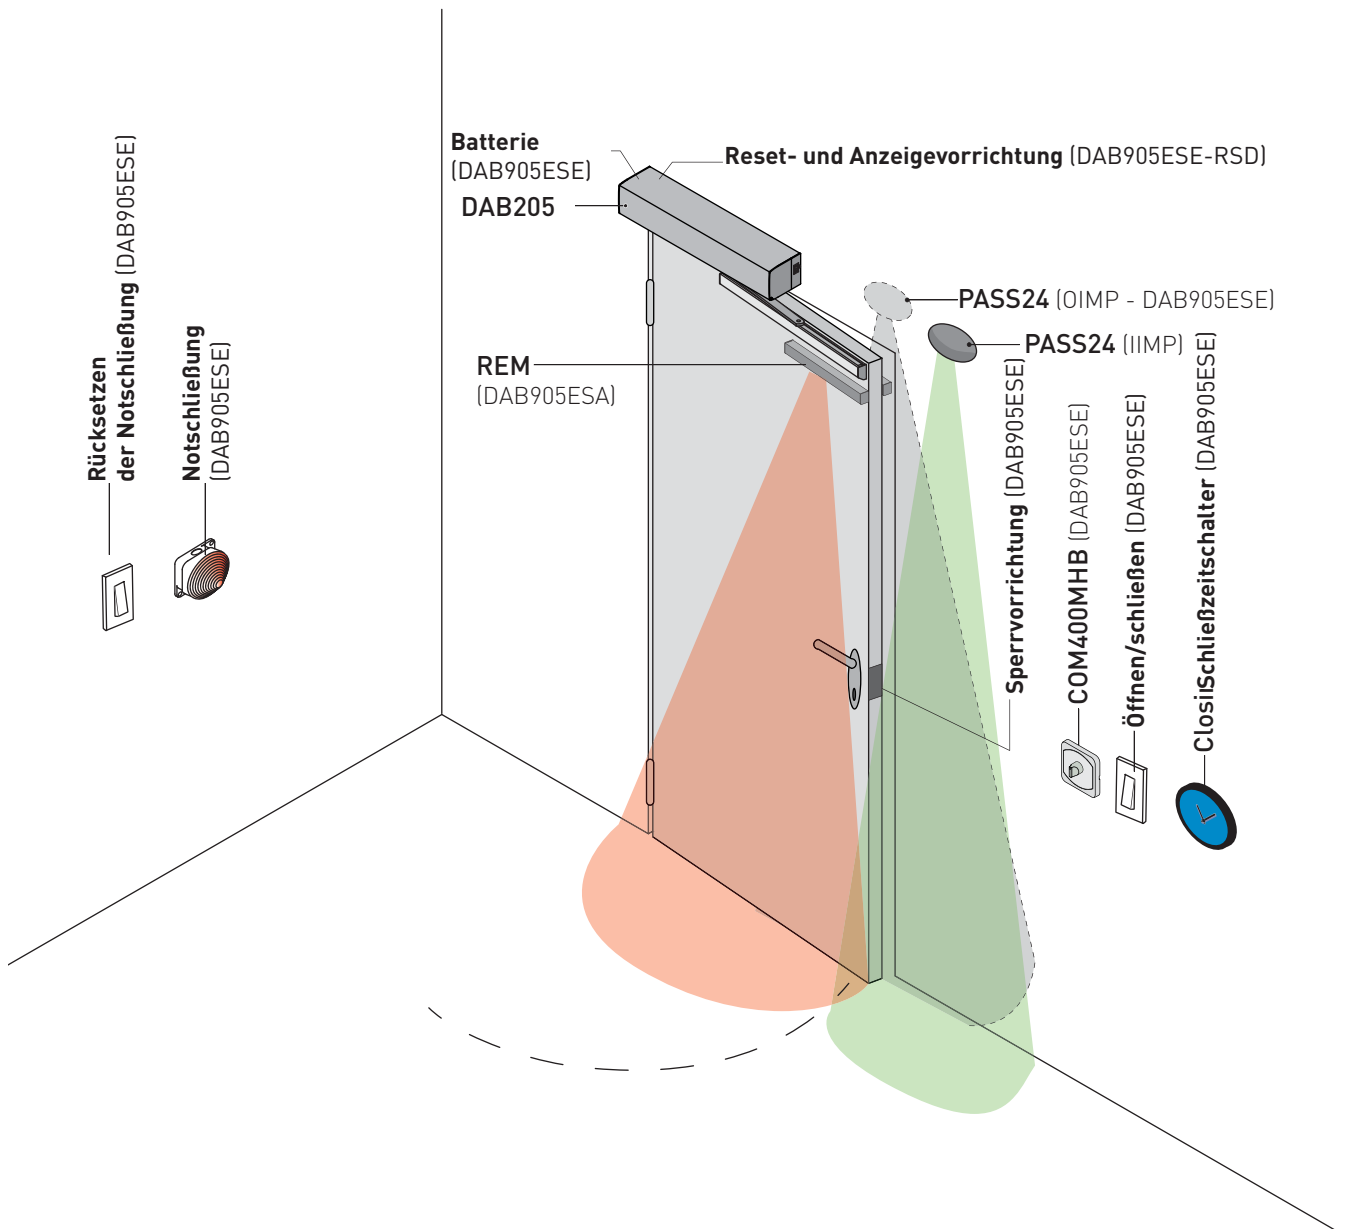 Batterie
(DAB905ESE)
Reset- und Anzeigevorrichtung (DAB905ESE-RSD)
DAB205
PASS24 (OIMP - DAB905ESE)
PASS24 (IIMP)
REM
(DAB905ESA)
Rücksetzen
der Notschließung (DAB905ESE)
Notschließung
(DAB905ESE)
Sperrvorrichtung (DAB905ESE)
COM400MHB (DAB905ESE)
Öffnen/schließen (DAB905ESE)
ClosiiSchließzeitschalter (DAB905ESE)